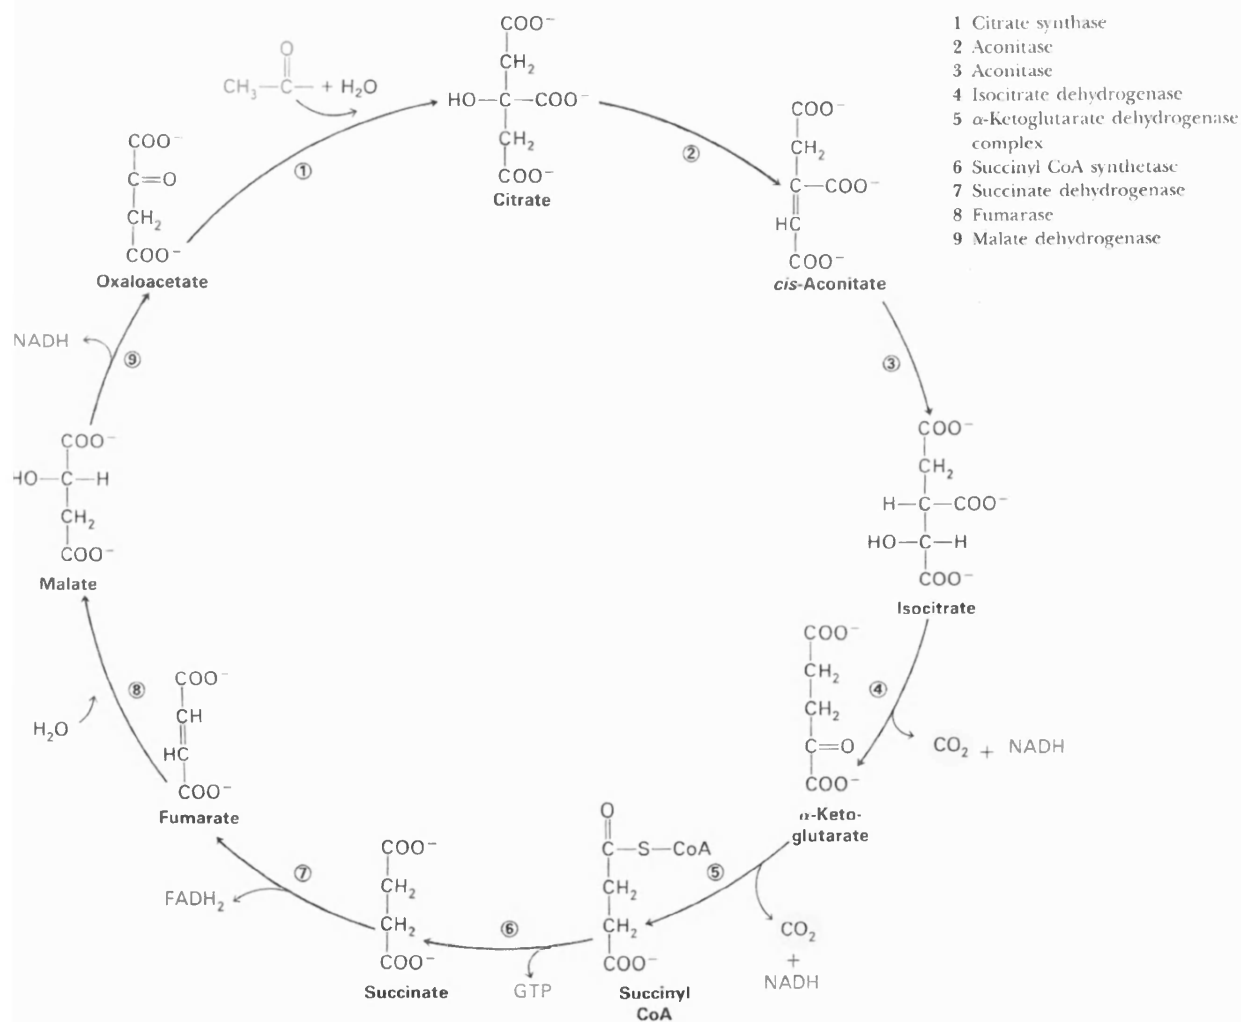 1 Citrate synthase
2 Aconitase
3 Aconitase
4 Isocitrate dehydrogenase
5 α-Ketoglutarate dehydrogenase
complex
6 Succinyl CoA synthetase
7 Succinate dehydrogenase
8 Fumarase
9 Malate dehydrogenase
O
CH₃—C— + H₂O
①
COO⁻
CH₂
HO—C—COO⁻
CH₂
COO⁻
Citrate
②
COO⁻
CH₂
C—COO⁻
HC
COO⁻
cis-Aconitate
③
COO⁻
CH₂
H—C—COO⁻
HO—C—H
COO⁻
Isocitrate
④
CO₂ + NADH
COO⁻
CH₂
CH₂
C=O
COO⁻
α-Keto-
glutarate
⑤
CO₂
+
NADH
O
C—S—CoA
CH₂
CH₂
COO⁻
Succinyl
CoA
⑥
GTP
COO⁻
CH₂
CH₂
COO⁻
Succinate
⑦
FADH₂
COO⁻
CH
HC
COO⁻
Fumarate
⑧
H₂O
COO⁻
HO—C—H
CH₂
COO⁻
Malate
⑨
NADH
COO⁻
C=O
CH₂
COO⁻
Oxaloacetate